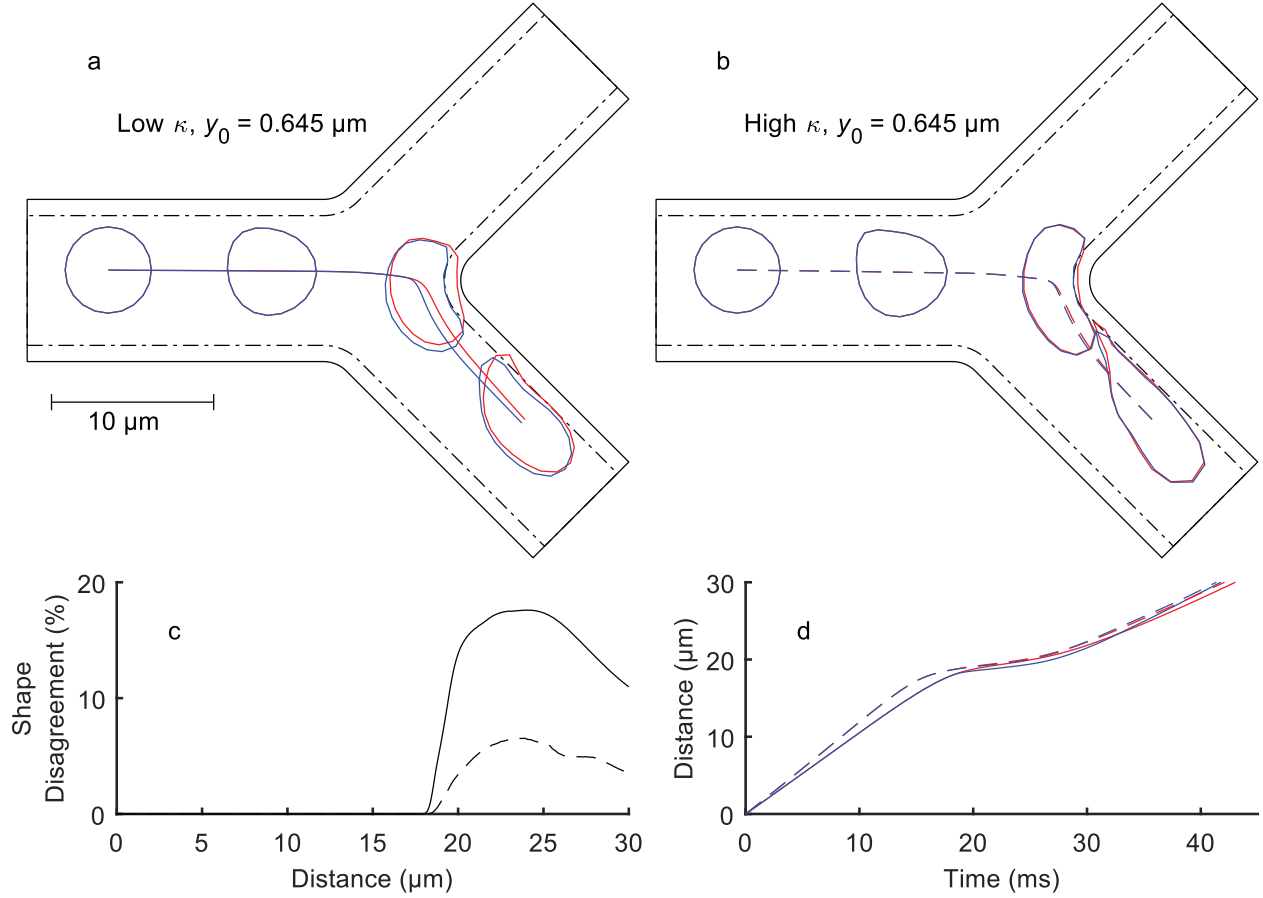 a
Low κ, y0 = 0.645 µm
10 µm
b
High κ, y0 = 0.645 µm
c
Shape
Disagreement (%)
20
10
0
0 5 10 15 20 25 30
Distance (µm)
d
Distance (µm)
30
20
10
0
0 10 20 30 40
Time (ms)